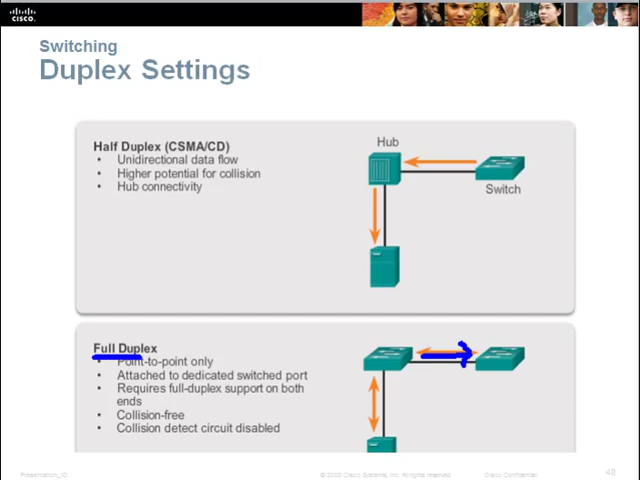 CISCO.
Switching
Duplex Settings
Half Duplex (CSMA/CD)
• Unidirectional data flow
• Higher potential for collision
• Hub connectivity
Hub
Switch
Full Duplex
• Point-to-point only
• Attached to dedicated switched port
• Requires full-duplex support on both
ends
• Collision-free
• Collision detect circuit disabled
Presentation_ID
Cisco Systems, Inc. All rights reserved.
Cisco Confidential
48